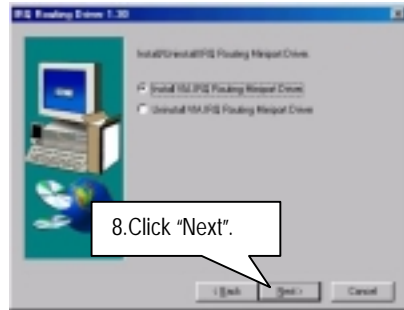 IRQ Routing Driver 1.30
Install/Uninstall IRQ Routing Miniport Driver.
Install VIA IRQ Routing Miniport Driver
Uninstall VIA IRQ Routing Miniport Driver
8.Click “Next”.
< Back Next > Cancel